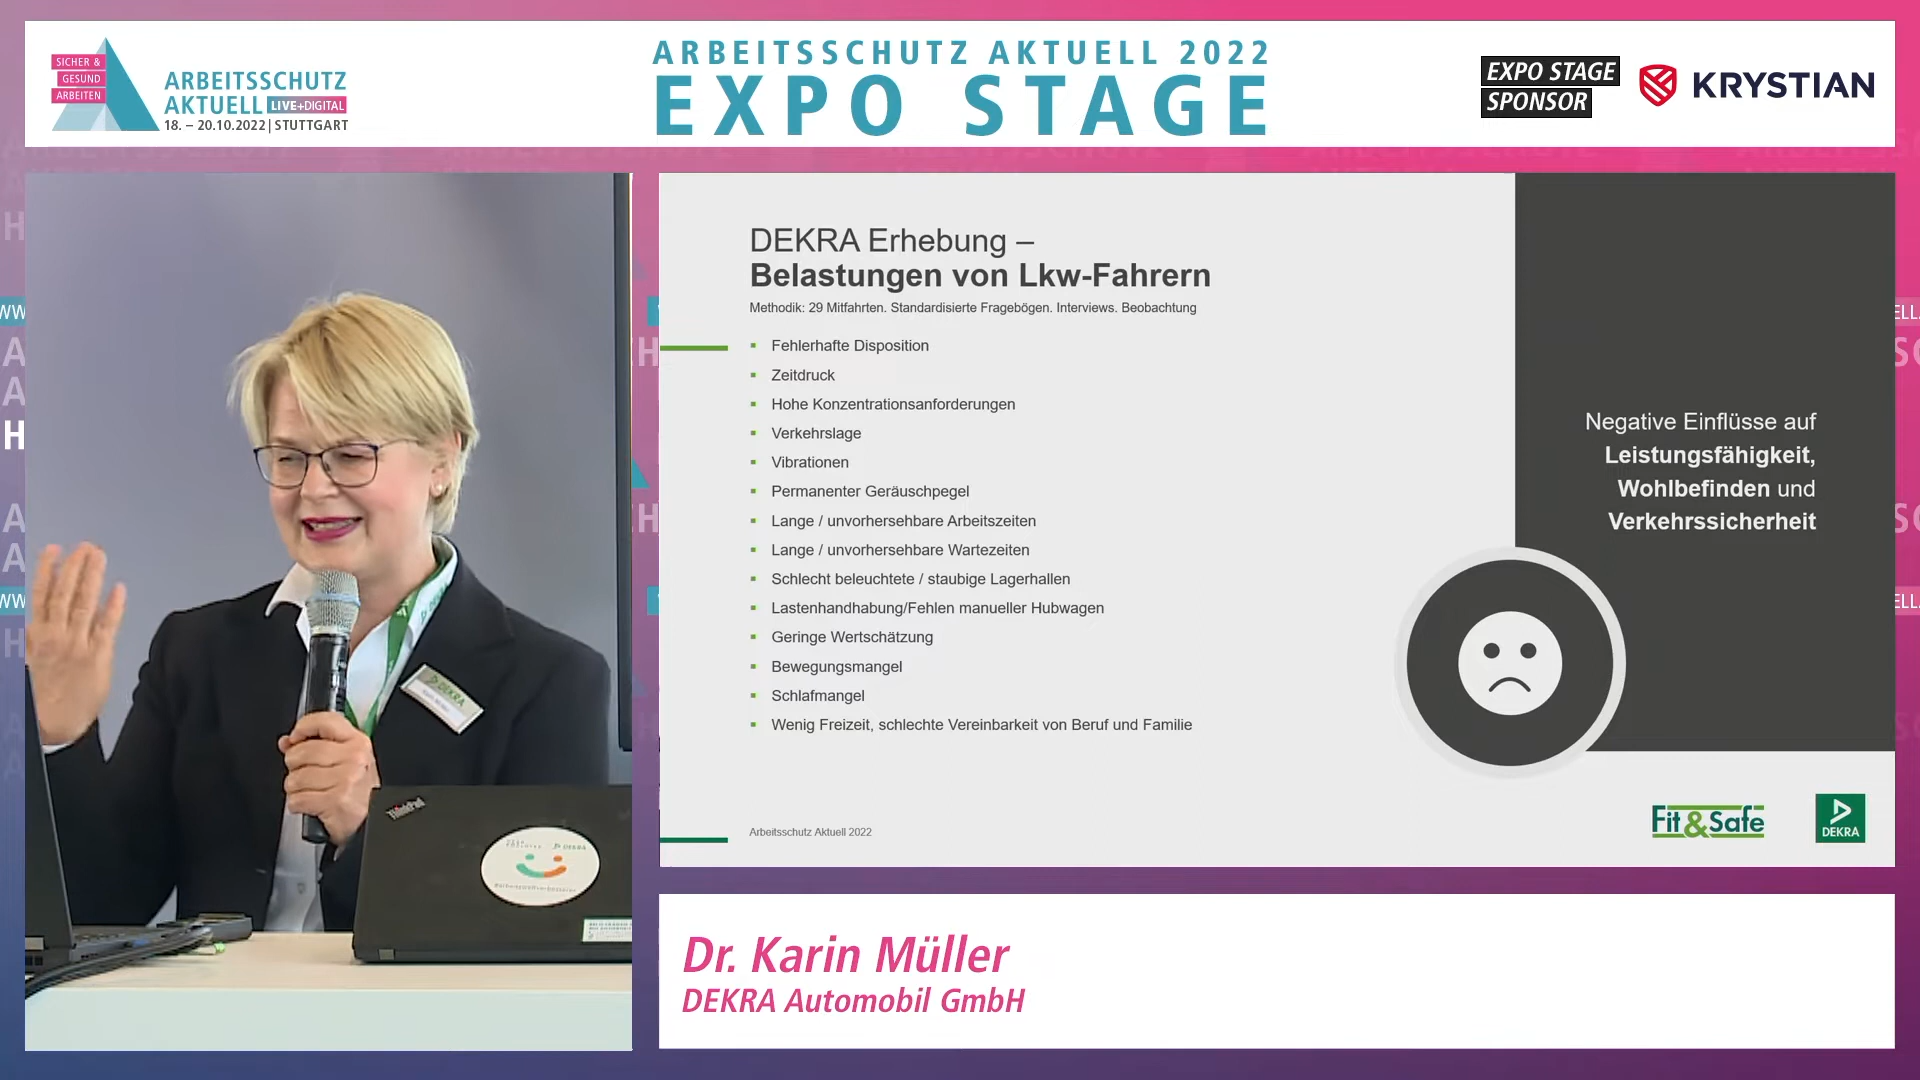 SICHER &
GESUND
ARBEITEN
ARBEITSSCHUTZ
AKTUELL LIVE+DIGITAL
18. – 20.10.2022 | STUTTGART
ARBEITSSCHUTZ AKTUELL 2022
EXPO STAGE
EXPO STAGE
SPONSOR
KRYSTIAN
DEKRA Erhebung –
Belastungen von Lkw-Fahrern
Methodik: 29 Mitfahrten. Standardisierte Fragebögen. Interviews. Beobachtung
Fehlerhafte Disposition
Zeitdruck
Hohe Konzentrationsanforderungen
Verkehrslage
Vibrationen
Permanenter Geräuschpegel
Lange / unvorhersehbare Arbeitszeiten
Lange / unvorhersehbare Wartezeiten
Schlecht beleuchtete / staubige Lagerhallen
Lastenhandhabung/Fehlen manueller Hubwagen
Geringe Wertschätzung
Bewegungsmangel
Schlafmangel
Wenig Freizeit, schlechte Vereinbarkeit von Beruf und Familie
Arbeitsschutz Aktuell 2022
Negative Einflüsse auf
Leistungsfähigkeit,
Wohlbefinden und
Verkehrssicherheit
Fit&Safe
DEKRA
DEKRA
ThinkPad
DEKRA
Dr. Karin Müller
DEKRA Automobil GmbH